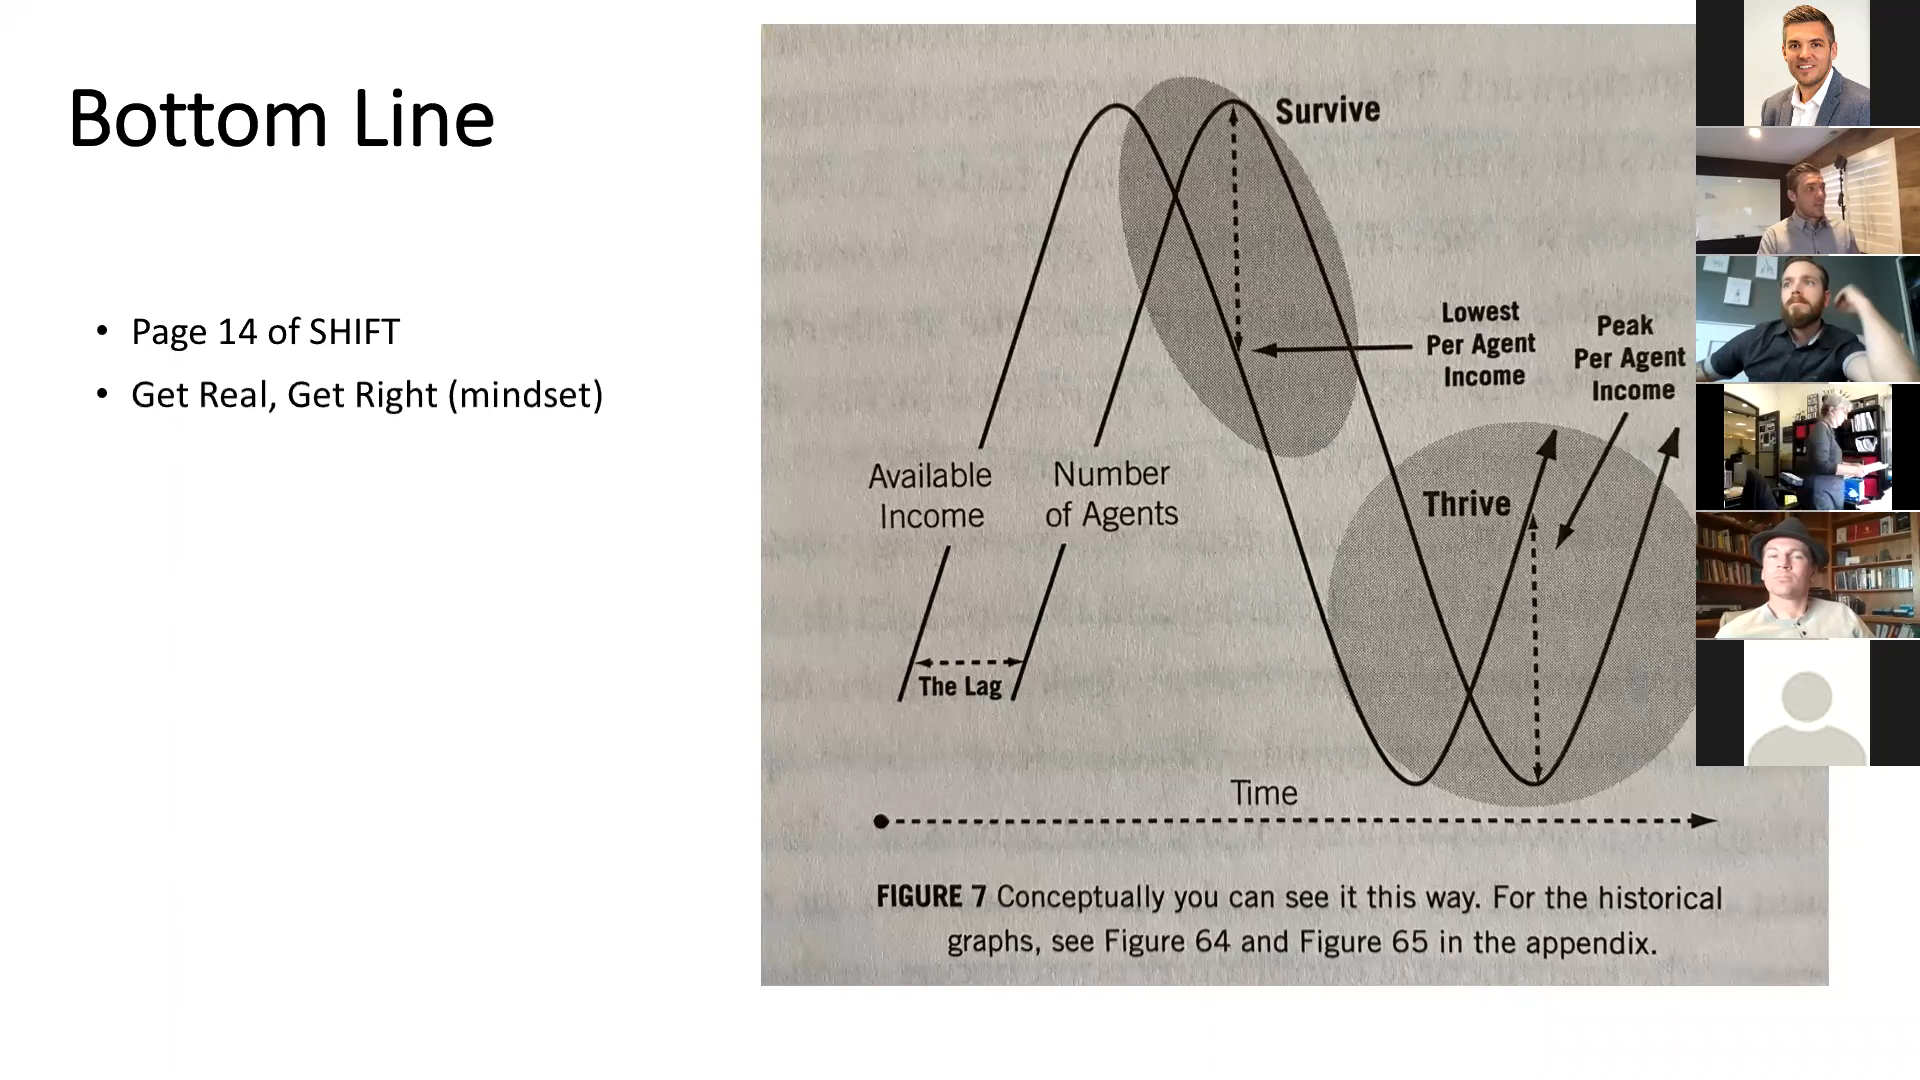 Bottom Line
• Page 14 of SHIFT
• Get Real, Get Right (mindset)
Survive
Lowest
Per Agent
Income
Peak
Per Agent
Income
Available
Income
Number
of Agents
Thrive
The Lag
Time
FIGURE 7 Conceptually you can see it this way. For the historical
graphs, see Figure 64 and Figure 65 in the appendix.